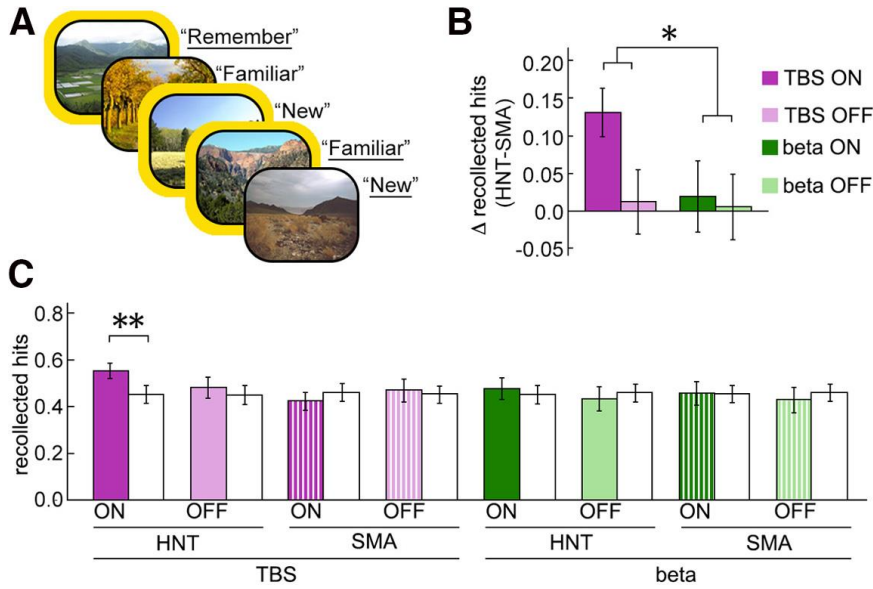 A
“Remember”
“Familiar”
“New”
“Familiar”
“New”
B
*
Δ recollected hits
(HNT-SMA)
0.20
0.15
0.10
0.05
0.0
-0.05
TBS ON
TBS OFF
beta ON
beta OFF
C
recollected hits
0.8
0.6
0.4
0.2
0.0
**
ON OFF ON OFF ON OFF ON OFF
HNT SMA HNT SMA
TBS beta